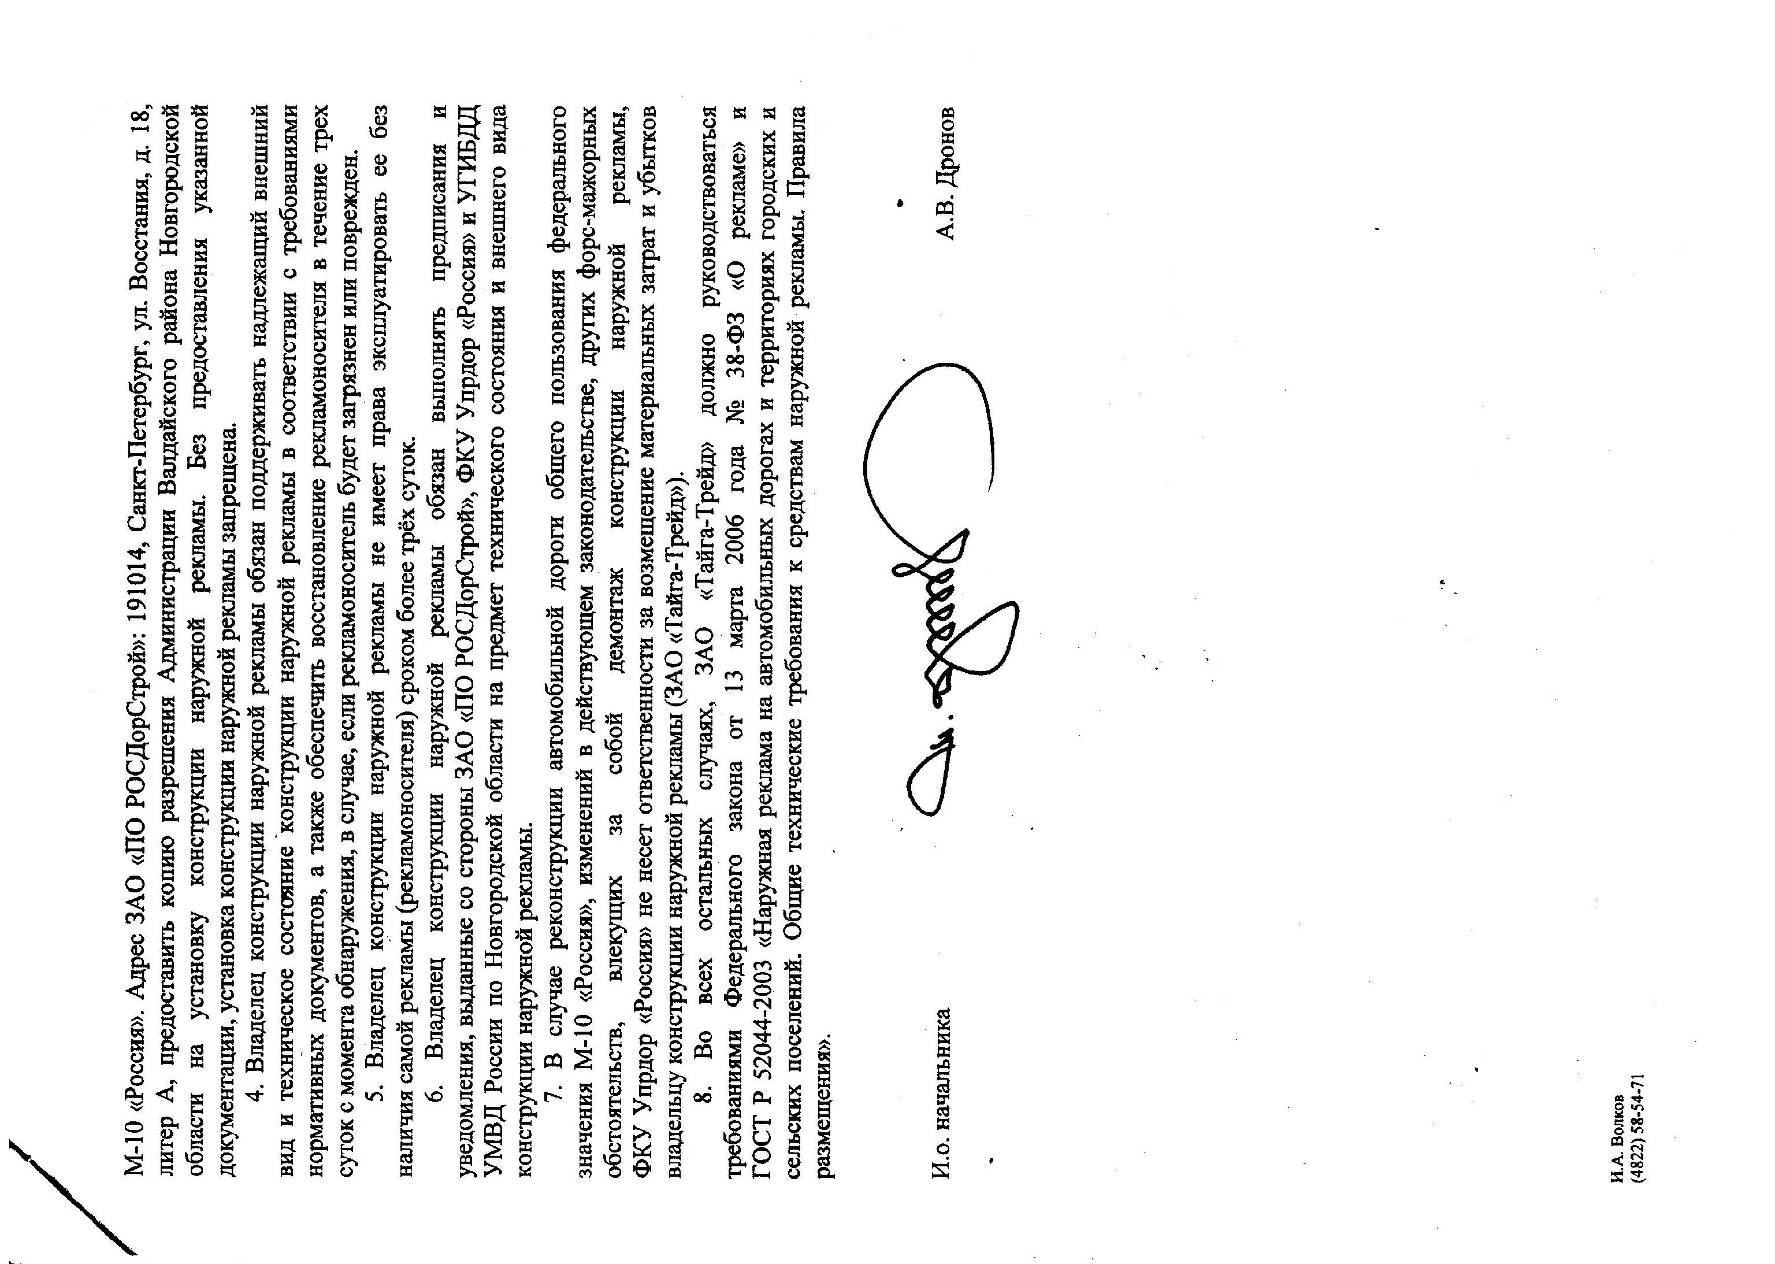 М-10 «Россия». Адрес ЗАО «ПО РОСДорСтрой»: 191014, Санкт-Петербург, ул. Восстания, д. 18,
литер А, предоставить копию разрешения Администрации Валдайского района Новгородской
области на установку конструкции наружной рекламы. Без предоставления указанной
документации, установка конструкции наружной рекламы запрещена.
4. Владелец конструкции наружной рекламы обязан поддерживать надлежащий внешний
вид и техническое состояние конструкции наружной рекламы в соответствии с требованиями
нормативных документов, а также обеспечить восстановление рекламоносителя в течение трех
суток с момента обнаружения, в случае, если рекламоноситель будет загрязнен или поврежден.
5. Владелец конструкции наружной рекламы не имеет права эксплуатировать ее без
наличия самой рекламы (рекламоносителя) сроком более трёх суток.
6. Владелец конструкции наружной рекламы обязан выполнять предписания и
уведомления, выданные со стороны ЗАО «ПО РОСДорСтрой», ФКУ Упрдор «Россия» и УГИБДД
УМВД России по Новгородской области на предмет технического состояния и внешнего вида
конструкции наружной рекламы.
7. В случае реконструкции автомобильной дороги общего пользования федерального
значения М-10 «Россия», изменений в действующем законодательстве, других форс-мажорных
обстоятельств, влекущих за собой демонтаж конструкции наружной рекламы,
ФКУ Упрдор «Россия» не несет ответственности за возмещение материальных затрат и убытков
владельцу конструкции наружной рекламы (ЗАО «Тайга-Трейд»).
8. Во всех остальных случаях, ЗАО «Тайга-Трейд» должно руководствоваться
требованиями Федерального закона от 13 марта 2006 года № 38-ФЗ «О рекламе» и
ГОСТ Р 52044-2003 «Наружная реклама на автомобильных дорогах и территориях городских и
сельских поселений. Общие технические требования к средствам наружной рекламы. Правила
размещения».
И.о. начальника А.В. Дронов
И.А. Волков
(4822) 58-54-71